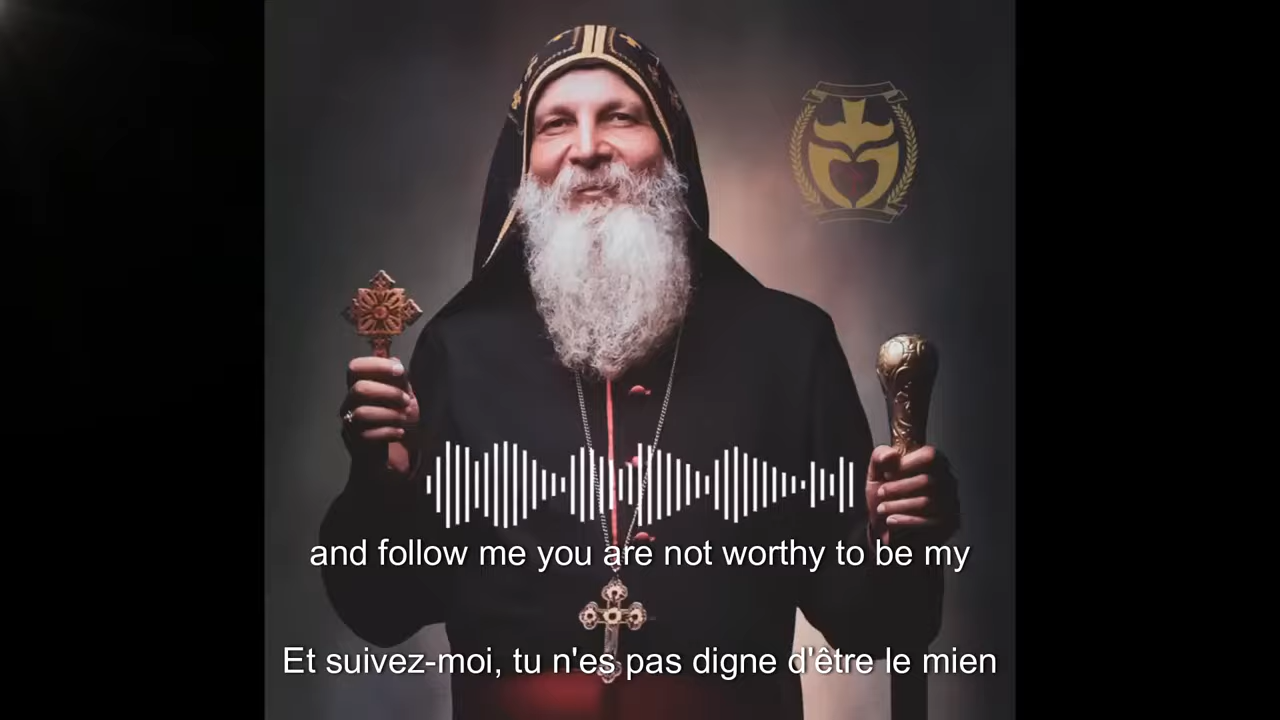 and follow me you are not worthy to be my
Et suivez-moi, tu n'es pas digne d'être le mien